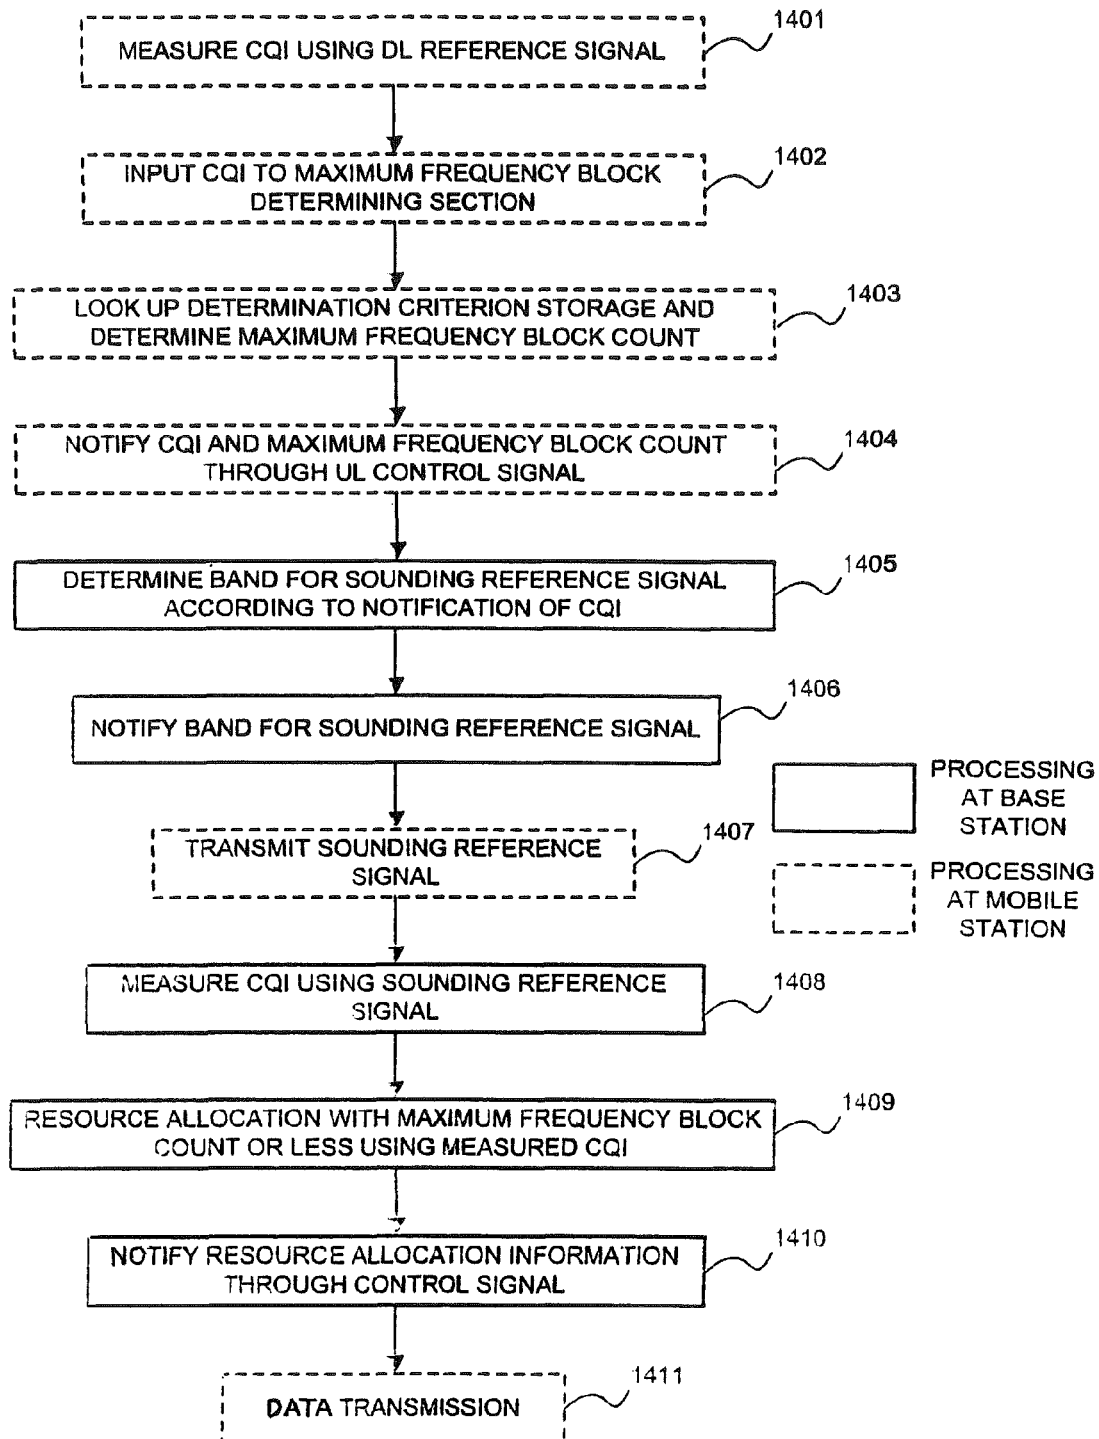 1401
MEASURE CQI USING DL REFERENCE SIGNAL
1402
INPUT CQI TO MAXIMUM FREQUENCY BLOCK
DETERMINING SECTION
1403
LOOK UP DETERMINATION CRITERION STORAGE AND
DETERMINE MAXIMUM FREQUENCY BLOCK COUNT
1404
NOTIFY CQI AND MAXIMUM FREQUENCY BLOCK COUNT
THROUGH UL CONTROL SIGNAL
1405
DETERMINE BAND FOR SOUNDING REFERENCE SIGNAL
ACCORDING TO NOTIFICATION OF CQI
1406
NOTIFY BAND FOR SOUNDING REFERENCE SIGNAL
PROCESSING
AT BASE
STATION
1407
TRANSMIT SOUNDING REFERENCE
SIGNAL
PROCESSING
AT MOBILE
STATION
1408
MEASURE CQI USING SOUNDING REFERENCE
SIGNAL
1409
RESOURCE ALLOCATION WITH MAXIMUM FREQUENCY BLOCK
COUNT OR LESS USING MEASURED CQI
1410
NOTIFY RESOURCE ALLOCATION INFORMATION
THROUGH CONTROL SIGNAL
1411
DATA TRANSMISSION